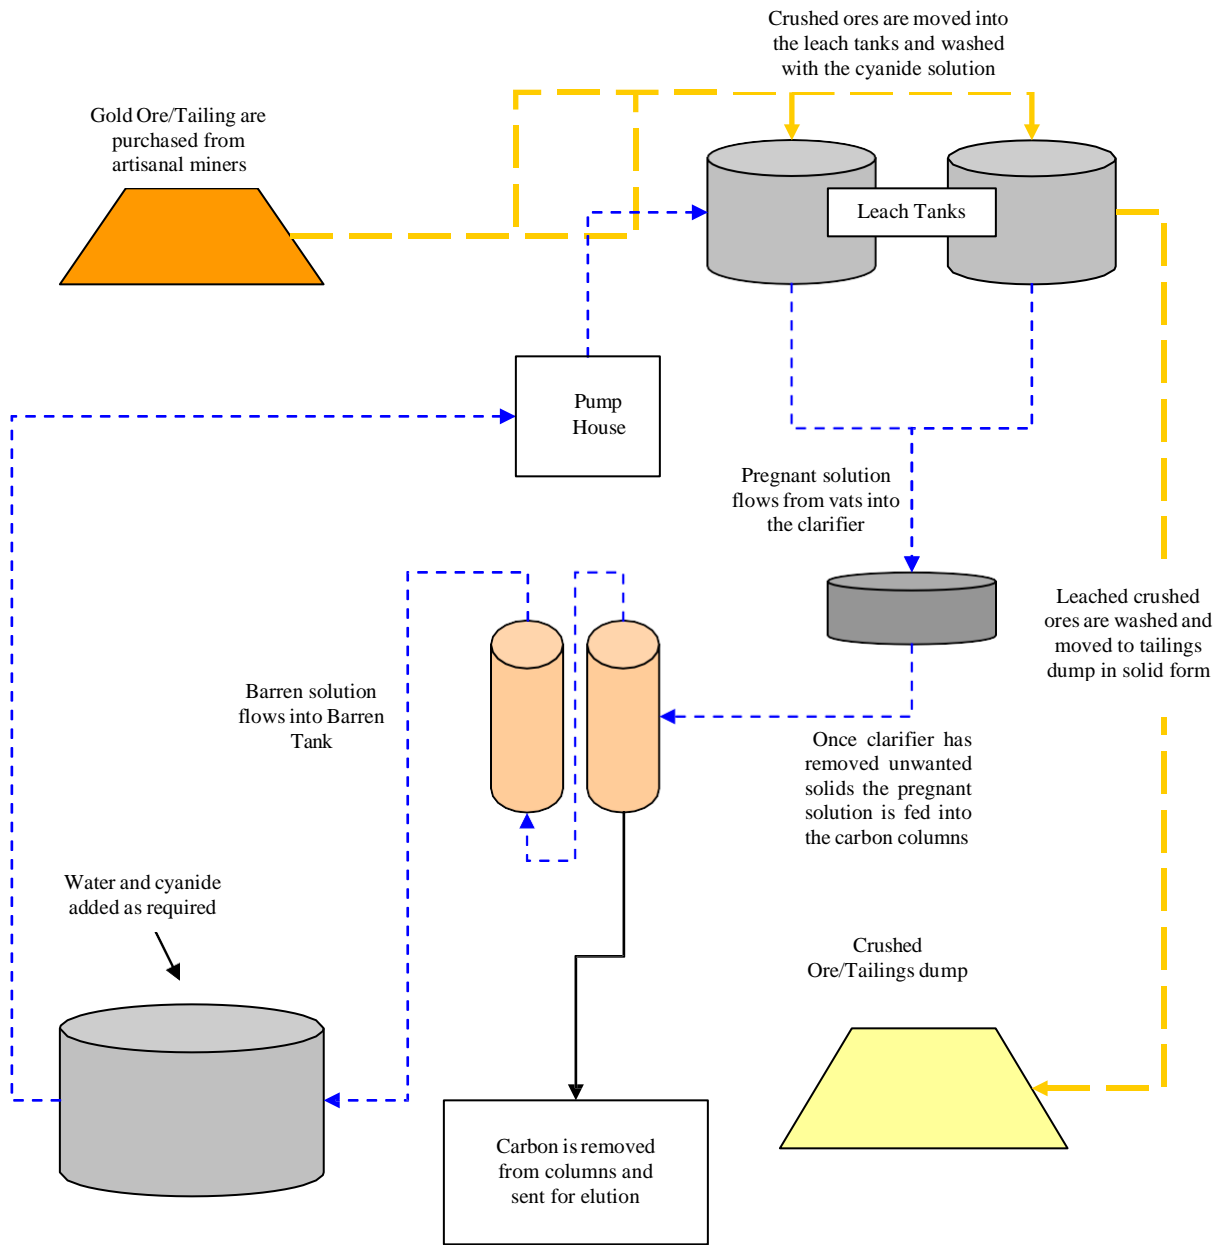 Crushed ores are moved into
the leach tanks and washed
with the cyanide solution
Gold Ore/Tailing are
purchased from
artisanal miners
Leach Tanks
Pump
House
Pregnant solution
flows from vats into
the clarifier
Leached crushed
ores are washed and
moved to tailings
dump in solid form
Barren solution
flows into Barren
Tank
Once clarifier has
removed unwanted
solids the pregnant
solution is fed into
the carbon columns
Water and cyanide
added as required
Crushed
Ore/Tailings dump
Carbon is removed
from columns and
sent for elution